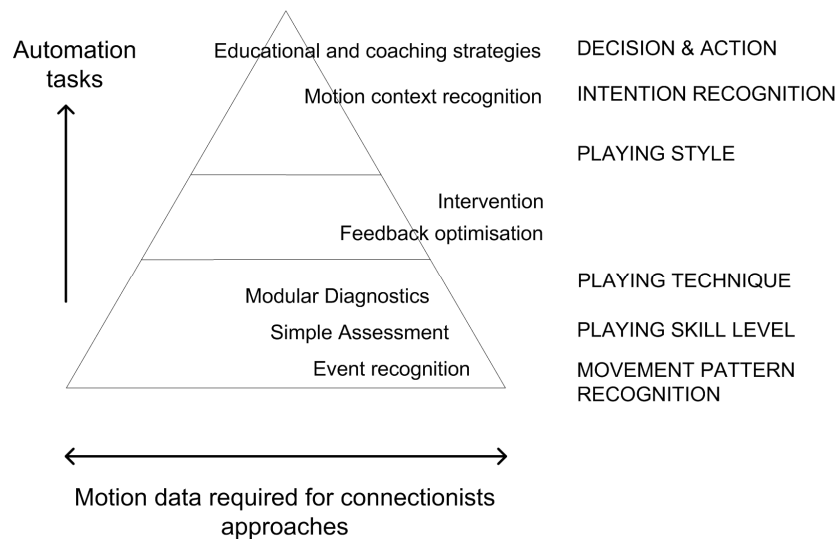 Automation
tasks
Educational and coaching strategies
DECISION & ACTION
Motion context recognition
INTENTION RECOGNITION
PLAYING STYLE
Intervention
Feedback optimisation
PLAYING TECHNIQUE
Modular Diagnostics
Simple Assessment
PLAYING SKILL LEVEL
Event recognition
MOVEMENT PATTERN
RECOGNITION
Motion data required for connectionists
approaches